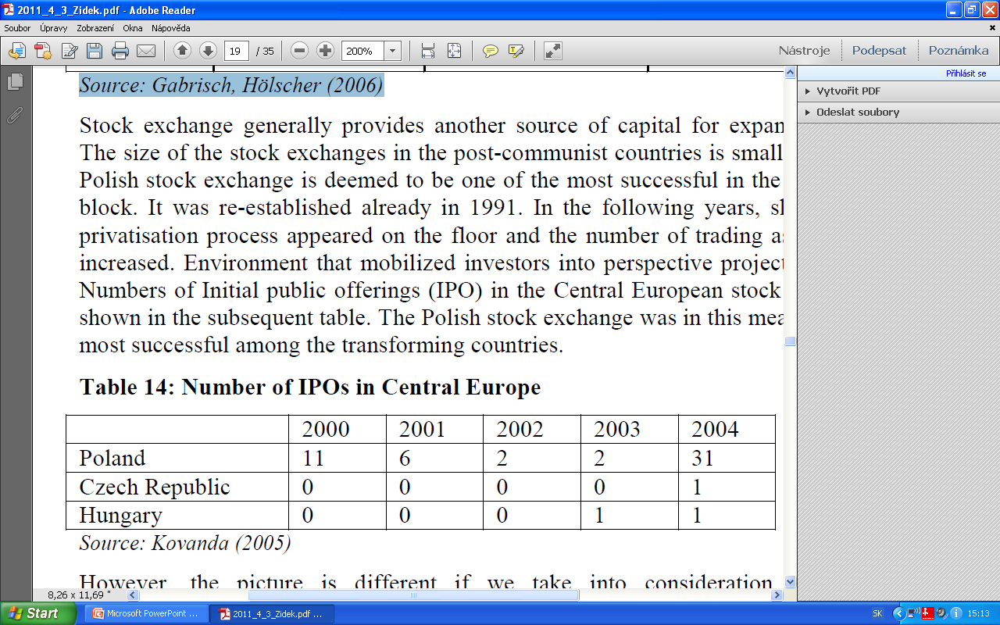 2011_4_3_Zidek.pdf - Adobe Reader
Soubor Úpravy Zobrazení Okna Nápověda
19 / 35 200% Nástroje Podepsat Poznámka
Přihlásit se
Vytvořit PDF
Odeslat soubory
Source: Gabrisch, Hölscher (2006)
Stock exchange generally provides another source of capital for expan
The size of the stock exchanges in the post-communist countries is small
Polish stock exchange is deemed to be one of the most successful in the
block. It was re-established already in 1991. In the following years, sl
privatisation process appeared on the floor and the number of trading as
increased. Environment that mobilized investors into perspective project
Numbers of Initial public offerings (IPO) in the Central European stock
shown in the subsequent table. The Polish stock exchange was in this mea
most successful among the transforming countries.
Table 14: Number of IPOs in Central Europe
2000 2001 2002 2003 2004
Poland 11 6 2 2 31
Czech Republic 0 0 0 0 1
Hungary 0 0 0 1 1
Source: Kovanda (2005)
However the picture is different if we take into consideration
8,26 x 11,69 "
Start Microsoft PowerPoint ... 2011_4_3_Zidek.pdf ... SK 15:13